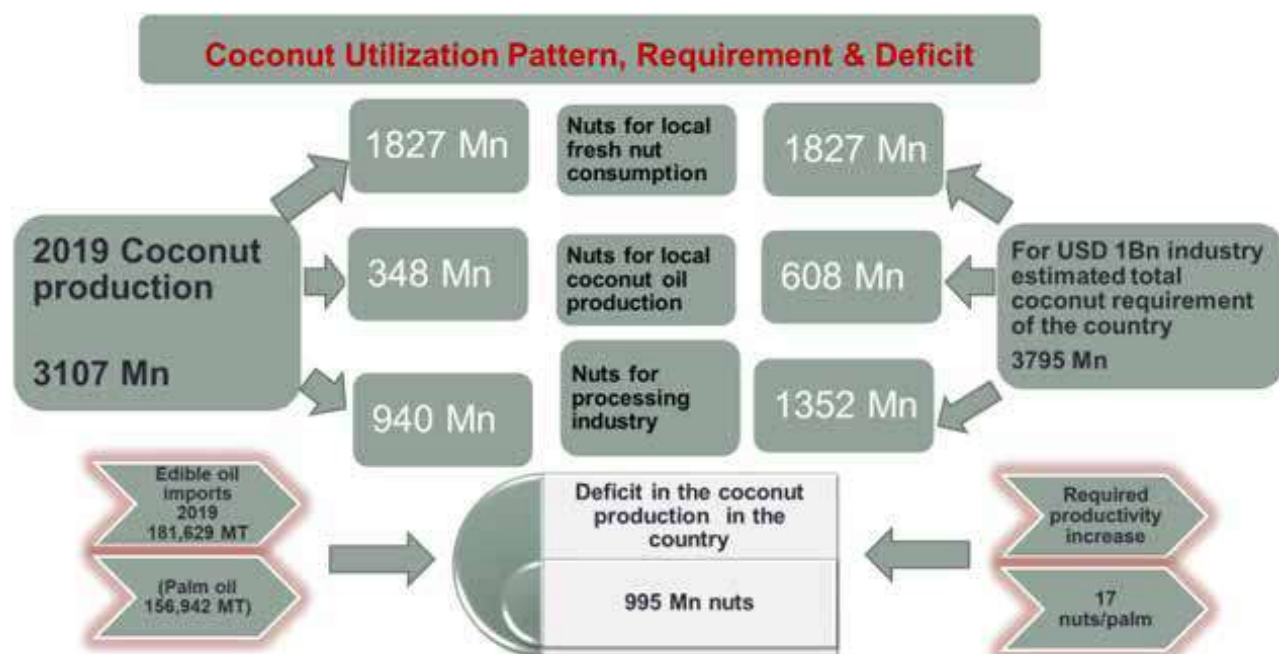 Coconut Utilization Pattern, Requirement & Deficit
2019 Coconut
production
3107 Mn
1827 Mn
348 Mn
940 Mn
Nuts for local
fresh nut
consumption
Nuts for local
coconut oil
production
Nuts for
processing
industry
1827 Mn
608 Mn
1352 Mn
For USD 1Bn industry
estimated total
coconut requirement
of the country
3795 Mn
Edible oil
imports
2019
181,629 MT
(Palm oil
156,942 MT)
Deficit in the coconut
production in the
country
995 Mn nuts
Required
productivity
increase
17
nuts/palm